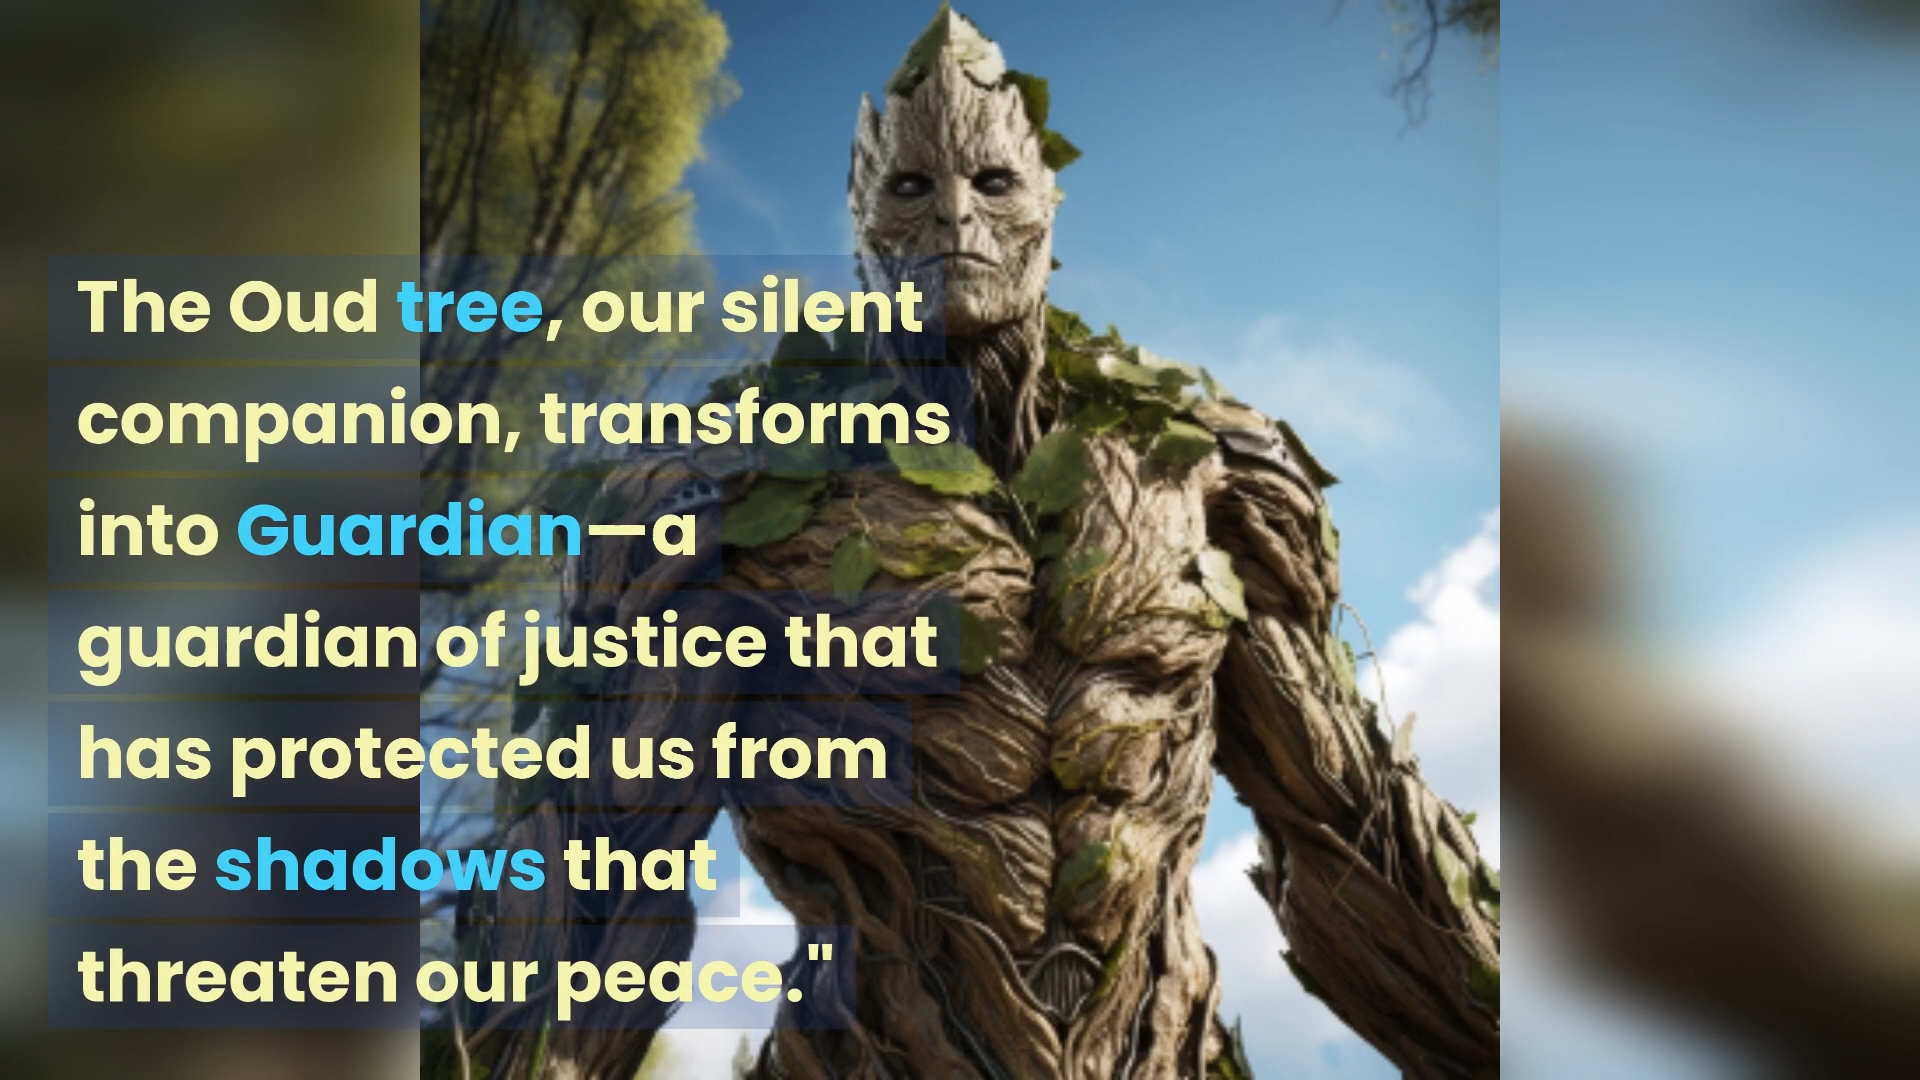 The Oud tree, our silent
companion, transforms
into Guardian—a
guardian of justice that
has protected us from
the shadows that
threaten our peace."